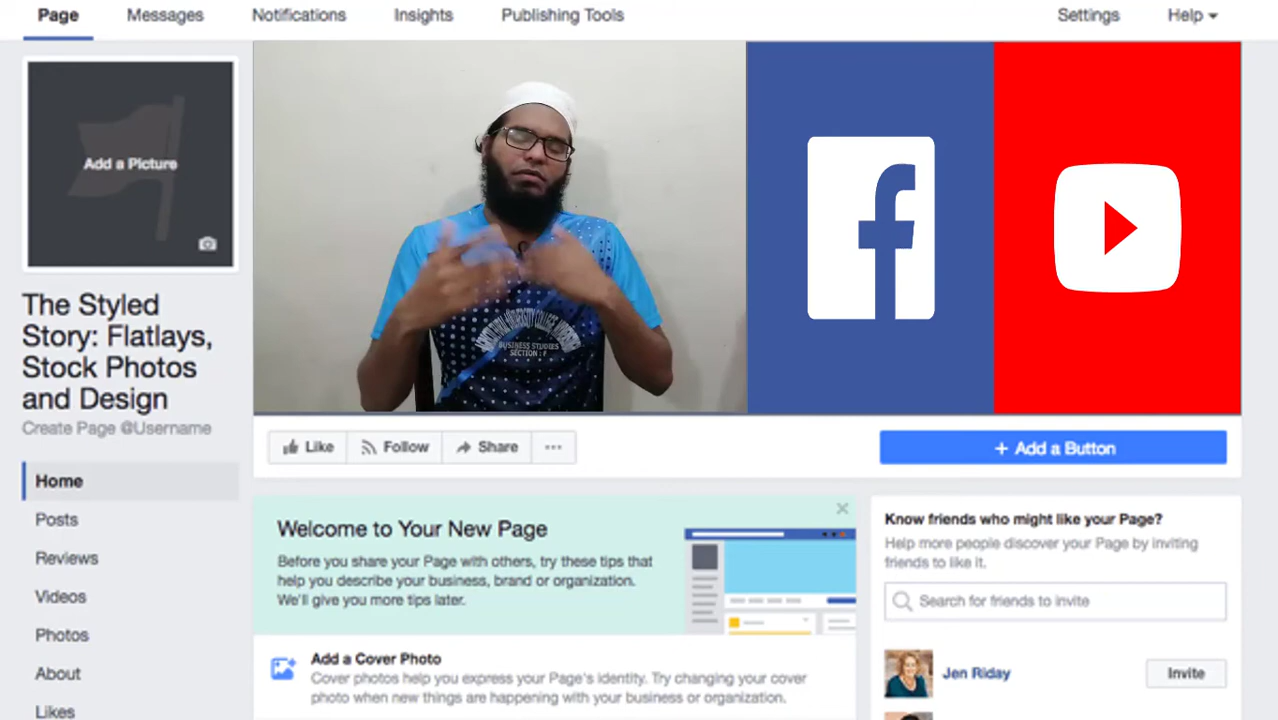 Page Messages Notifications Insights Publishing Tools Settings Help
Add a Picture
The Styled
Story: Flatlays,
Stock Photos
and Design
Create Page @Username
BUSINESS STUDIES
SECTION : F
Like Follow Share ...
+ Add a Button
Home
Posts
Reviews
Videos
Photos
About
Likes
Welcome to Your New Page
Before you share your Page with others, try these tips that
help you describe your business, brand or organization.
We'll give you more tips later.
Add a Cover Photo
Cover photos help you express your Page's identity. Try changing your cover
photo when new things are happening with your business or organization.
Know friends who might like your Page?
Help more people discover your Page by inviting
friends to like it.
Search for friends to invite
Jen Riday Invite